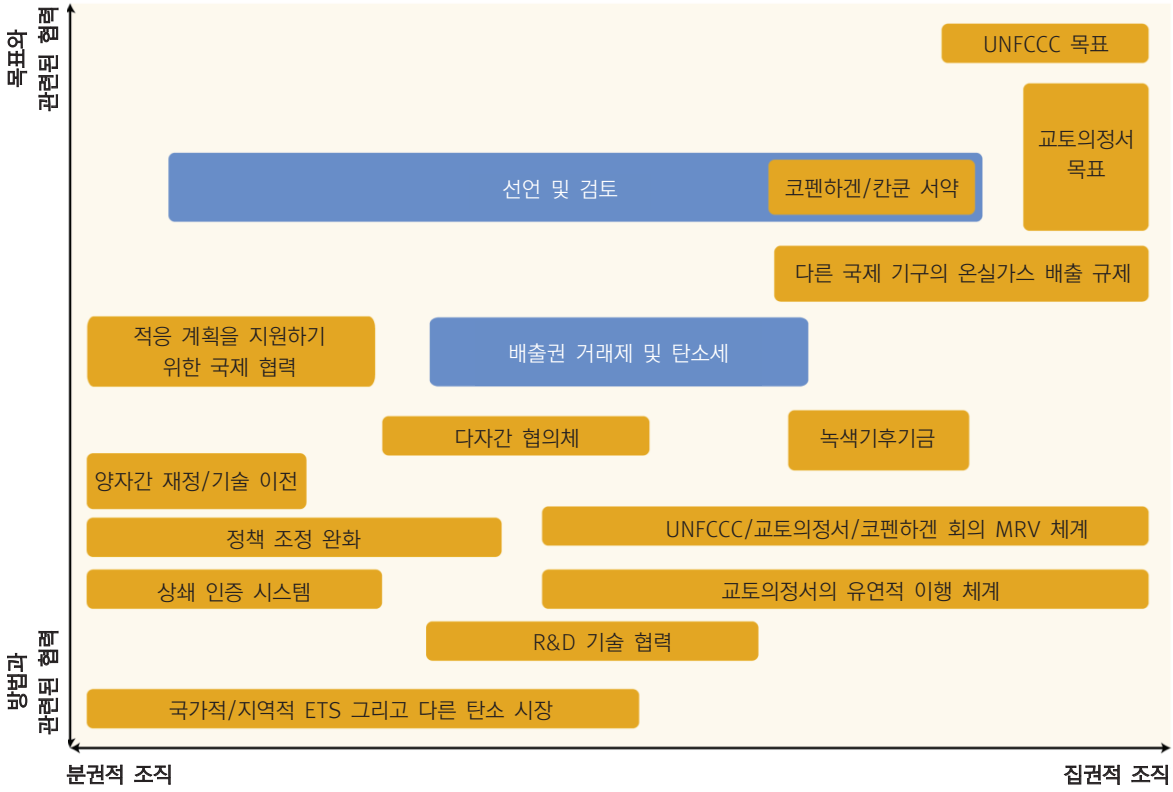 목표와
관련된 협력
UNFCCC 목표
교토의정서
목표
선언 및 검토
코펜하겐/칸쿤 서약
다른 국제 기구의 온실가스 배출 규제
적응 계획을 지원하기
위한 국제 협력
배출권 거래제 및 탄소세
다자간 협의체
녹색기후기금
양자간 재정/기술 이전
UNFCCC/교토의정서/코펜하겐 회의 MRV 체계
정책 조정 완화
상쇄 인증 시스템
교토의정서의 유연적 이행 체계
R&D 기술 협력
방법과
관련된 협력
국가적/지역적 ETS 그리고 다른 탄소 시장
분권적 조직
집권적 조직